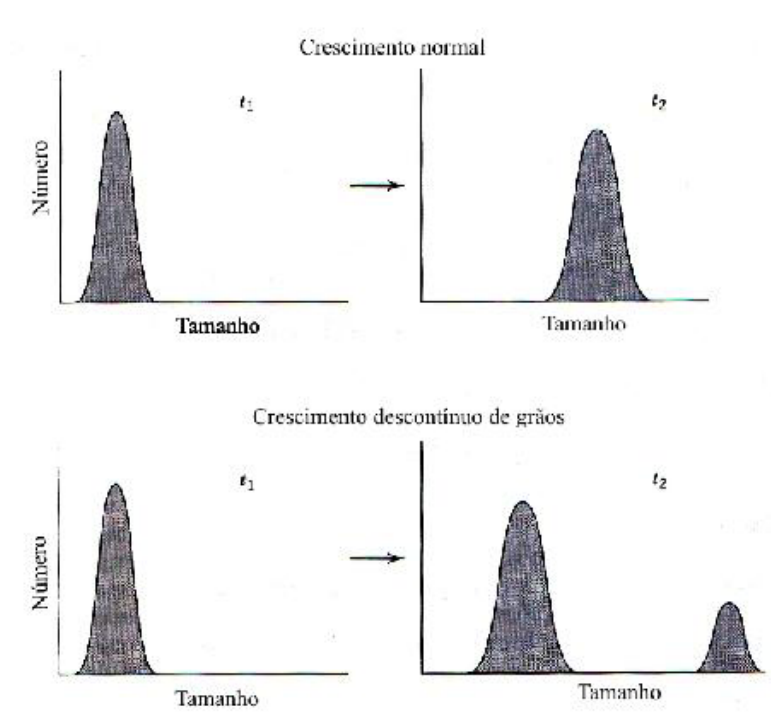 Crescimento normal
t₁
t₂
Número
Tamanho
Tamanho
Crescimento descontínuo de grãos
t₁
t₂
Número
Tamanho
Tamanho